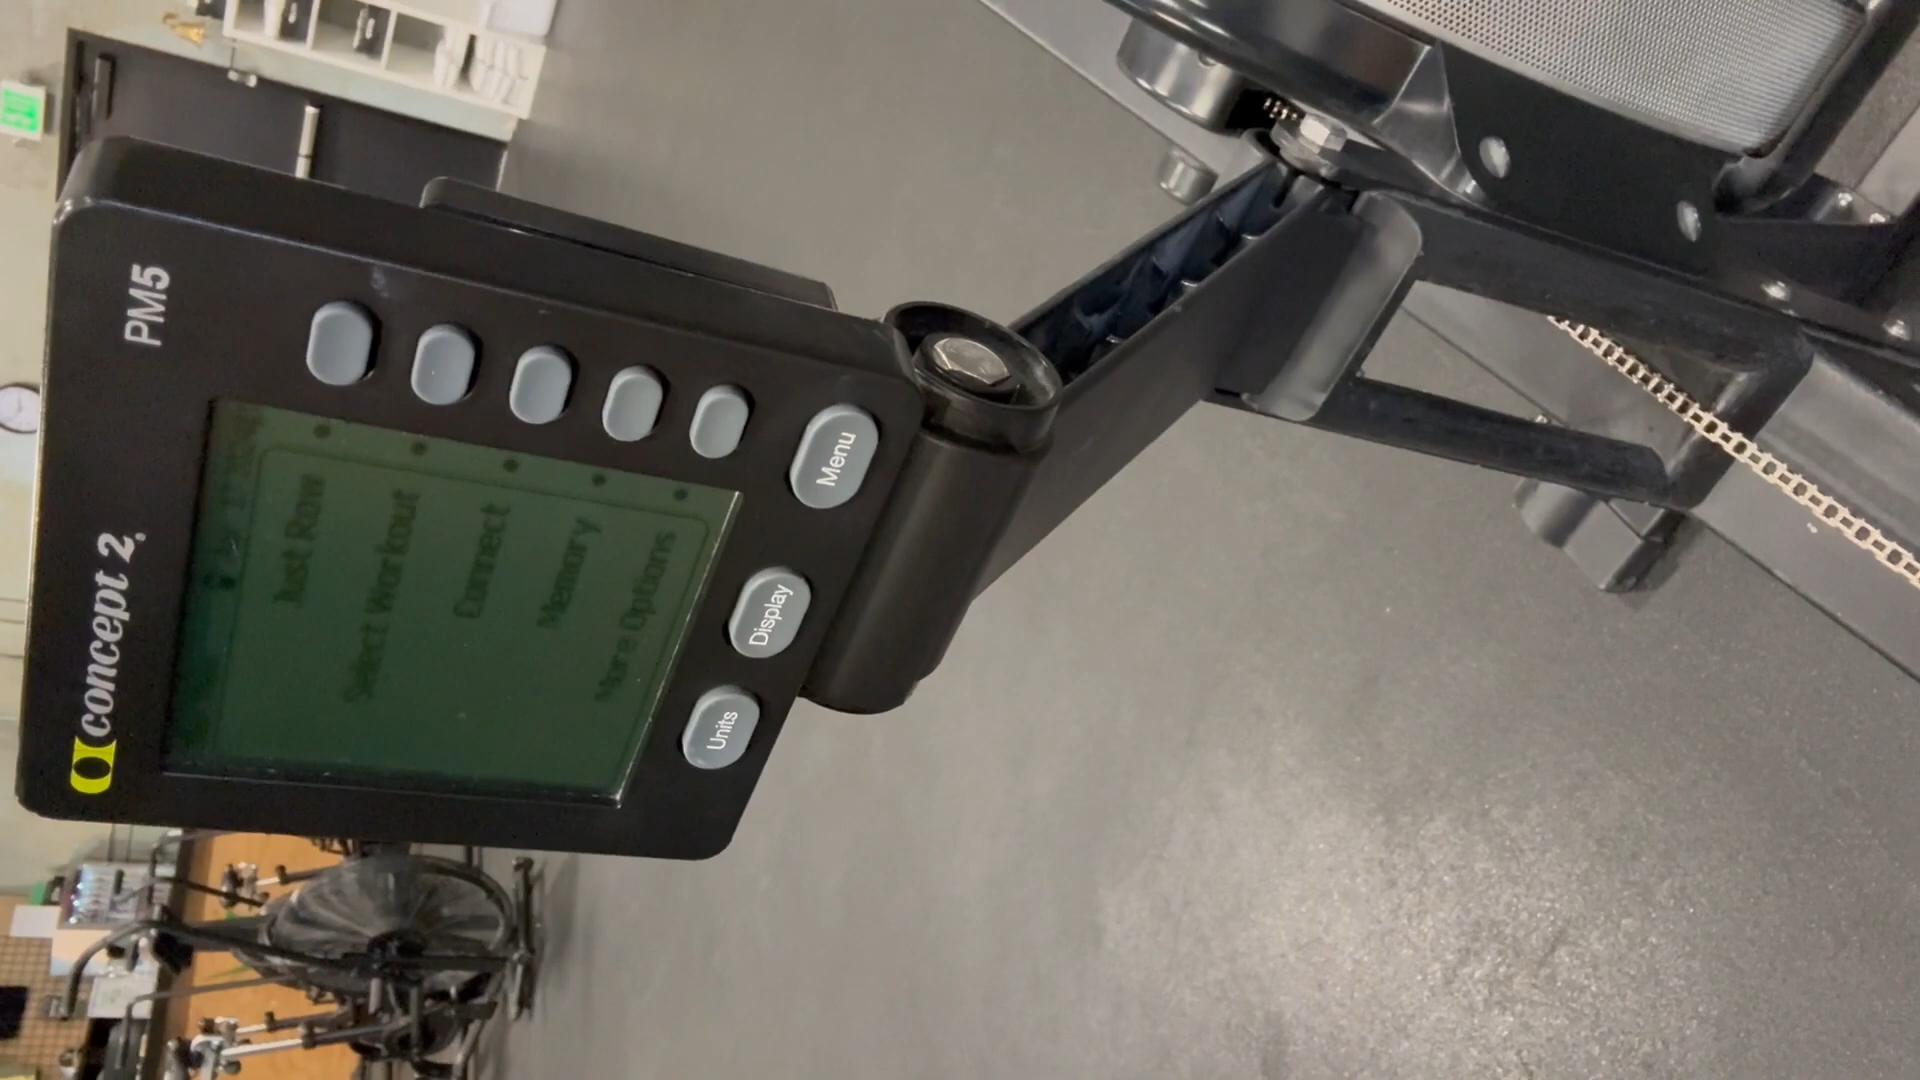 concept 2.
PM5
Just Row
Select Workout
Connect
Memory
More Options
Units
Display
Menu